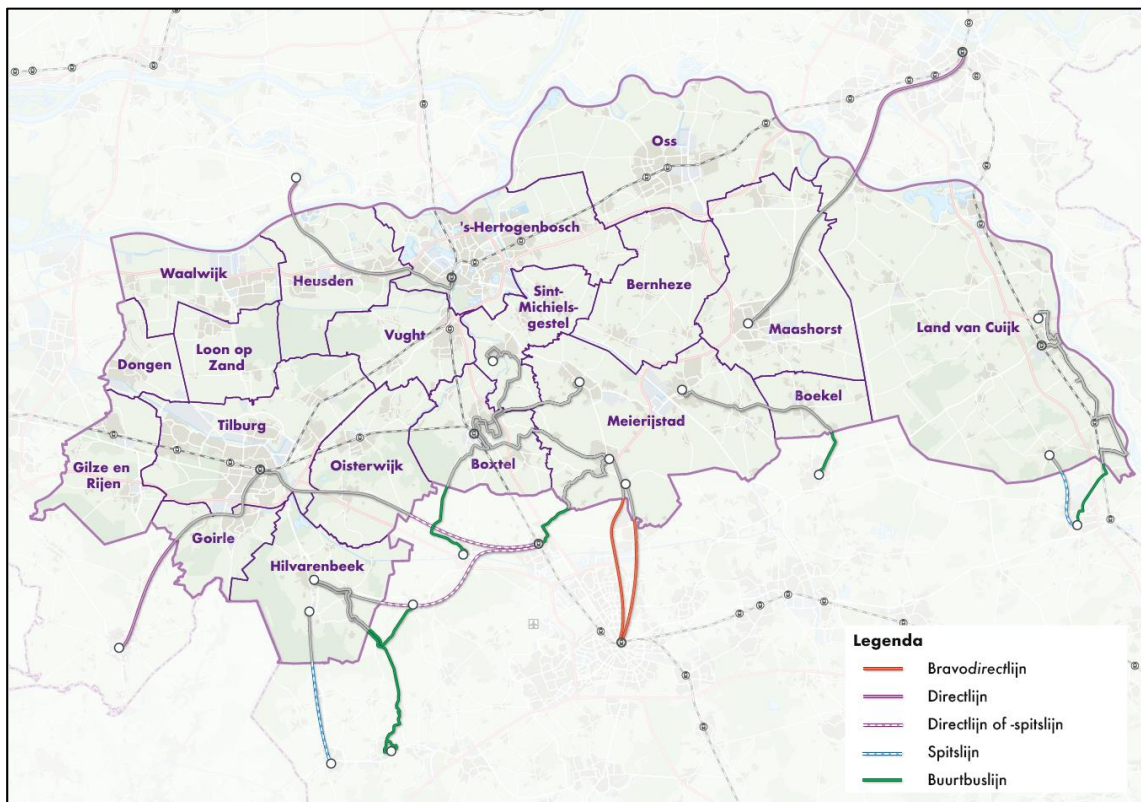 Oss
's-Hertogenbosch
Waalwijk
Heusden
Sint-
Michiels-
gestel
Bernheze
Maashorst
Land van Cuijk
Vught
Loon op
Zand
Dongen
Boekel
Tilburg
Meierijstad
Gilze en
Rijen
Oisterwijk
Boxtel
Goirle
Hilvarenbeek
Legenda
Bravodirectlijn
Directlijn
Directlijn of -spitslijn
Spitslijn
Buurtbuslijn